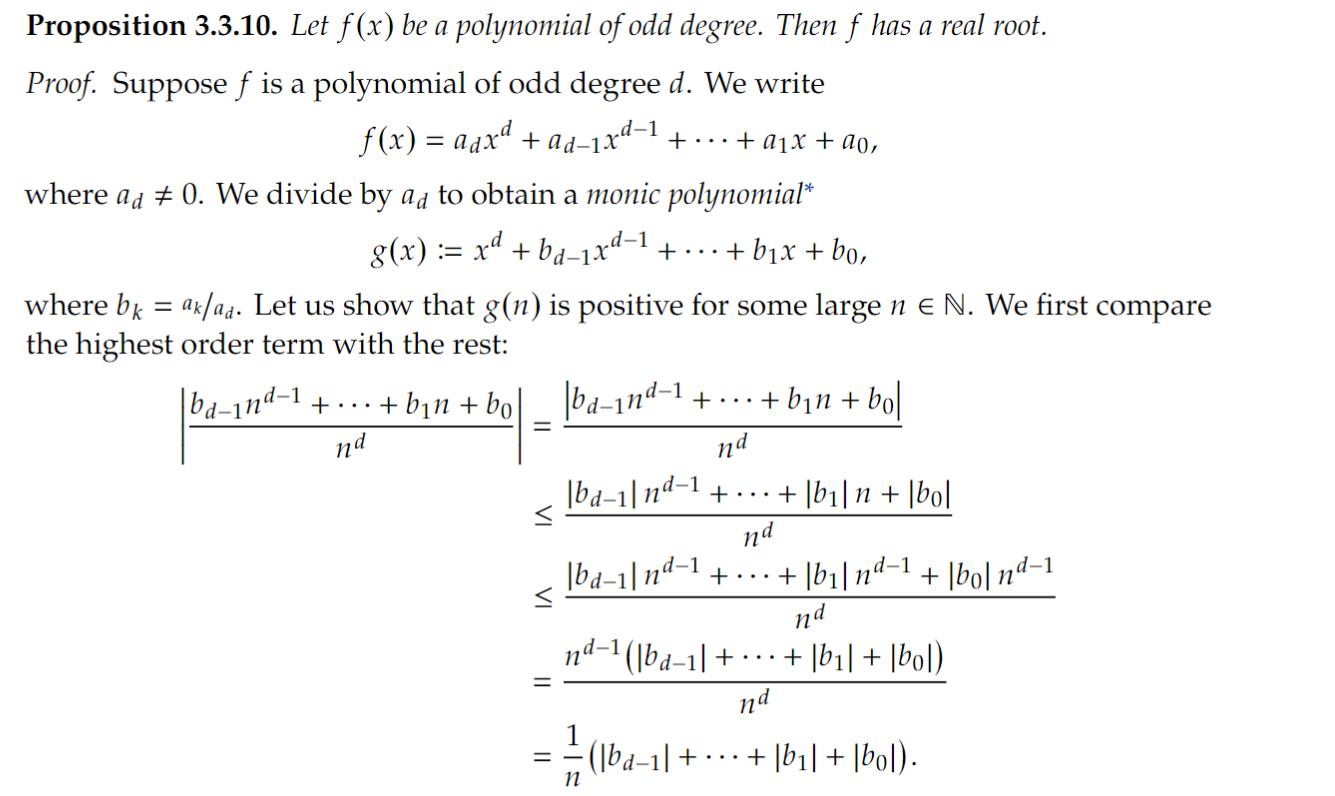 Proposition 3.3.10. Let f(x) be a polynomial of odd degree. Then f has a real root.
Proof. Suppose f is a polynomial of odd degree d. We write
f(x) = a_d x^d + a_{d−1} x^{d−1} + · · · + a_1 x + a_0,
where a_d ≠ 0. We divide by a_d to obtain a monic polynomial*
g(x) := x^d + b_{d−1} x^{d−1} + · · · + b_1 x + b_0,
where b_k = a_k/a_d. Let us show that g(n) is positive for some large n ∈ ℕ. We first compare
the highest order term with the rest:
|(b_{d−1} n^{d−1} + · · · + b_1 n + b_0) / n^d| = |b_{d−1} n^{d−1} + · · · + b_1 n + b_0| / n^d
≤ (|b_{d−1}| n^{d−1} + · · · + |b_1| n + |b_0|) / n^d
≤ (|b_{d−1}| n^{d−1} + · · · + |b_1| n^{d−1} + |b_0| n^{d−1}) / n^d
= n^{d−1} (|b_{d−1}| + · · · + |b_1| + |b_0|) / n^d
= 1/n (|b_{d−1}| + · · · + |b_1| + |b_0|).